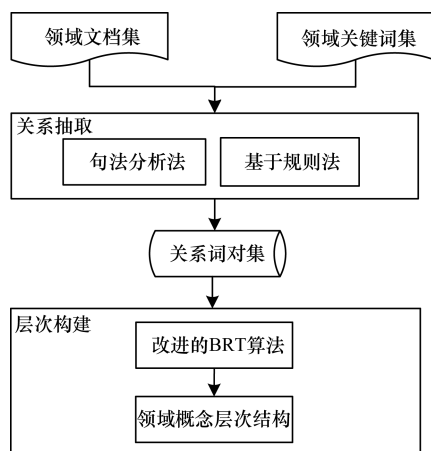 领域文档集
领域关键词集
关系抽取
句法分析法
基于规则法
关系词对集
层次构建
改进的BRT算法
领域概念层次结构